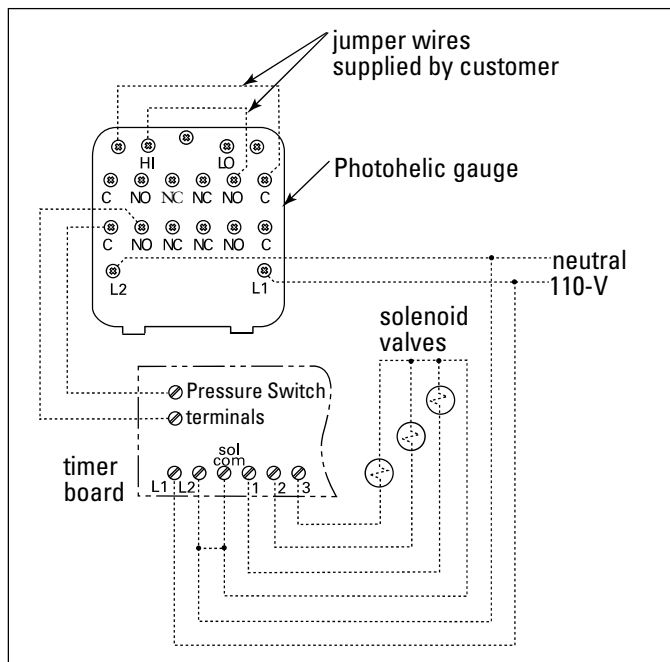 jumper wires
supplied by customer
HI LO
Photohelic gauge
C NO NC NC NO C
C NO NC NC NO C
L2 L1
neutral
110-V
solenoid
valves
Pressure Switch
terminals
sol
com
timer
board
L1 L2 1 2 3